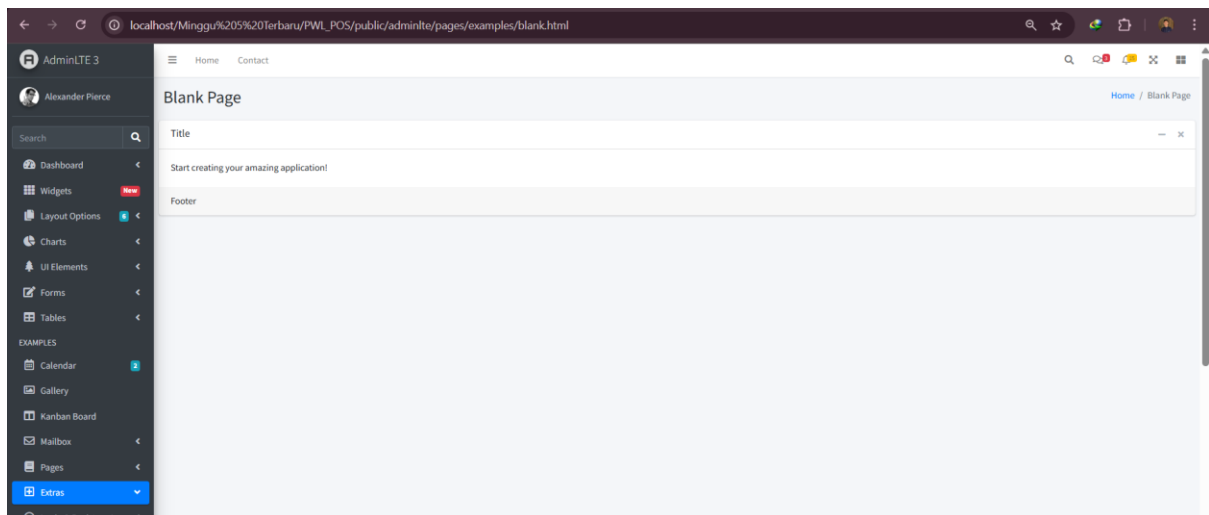 localhost/Minggu%205%20Terbaru/PWL_POS/public/adminlte/pages/examples/blank.html
AdminLTE 3
Home Contact
3
Alexander Pierce
Blank Page
Home / Blank Page
Search
Title
Dashboard
Start creating your amazing application!
Widgets New
Footer
Layout Options 6
Charts
UI Elements
Forms
Tables
EXAMPLES
Calendar 2
Gallery
Kanban Board
Mailbox
Pages
Extras